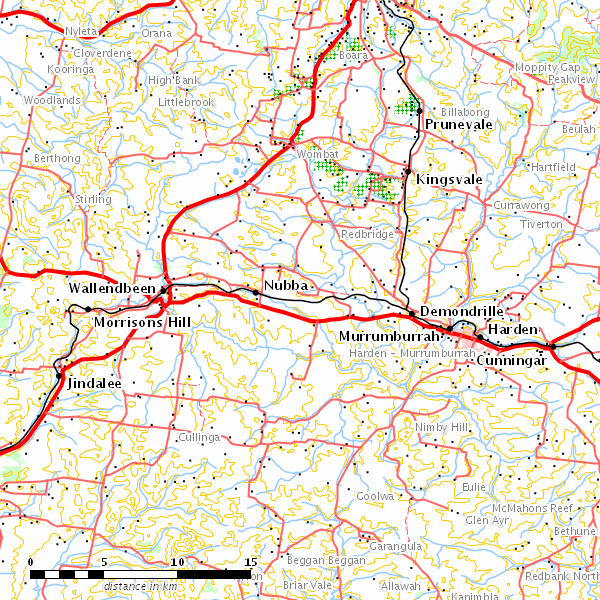 Nyleta
Orana
Cloverdene
Boara
Kooringa
High Bank
Moppity Gap
Peakview
Woodlands
Littlebrook
Billabong
Prunevale
Beulah
Berthong
Wombat
Hartfield
Kingsvale
Stirling
Currawong
Tiverton
Redbridge
Wallendbeen
Nubba
Morrisons Hill
Demondrille
Murrumburrah
Harden
Harden - Murrumburrah
Cunningar
Jindalee
Nimby Hill
Cullinga
Eulie
Goolwa
McMahons Reef
Glen Ayr
Bethune
Garangula
0 5 10 15
distance in km
on
Beggan Beggan
Redbank North
Briar Vale
Allawah
Kanimbla